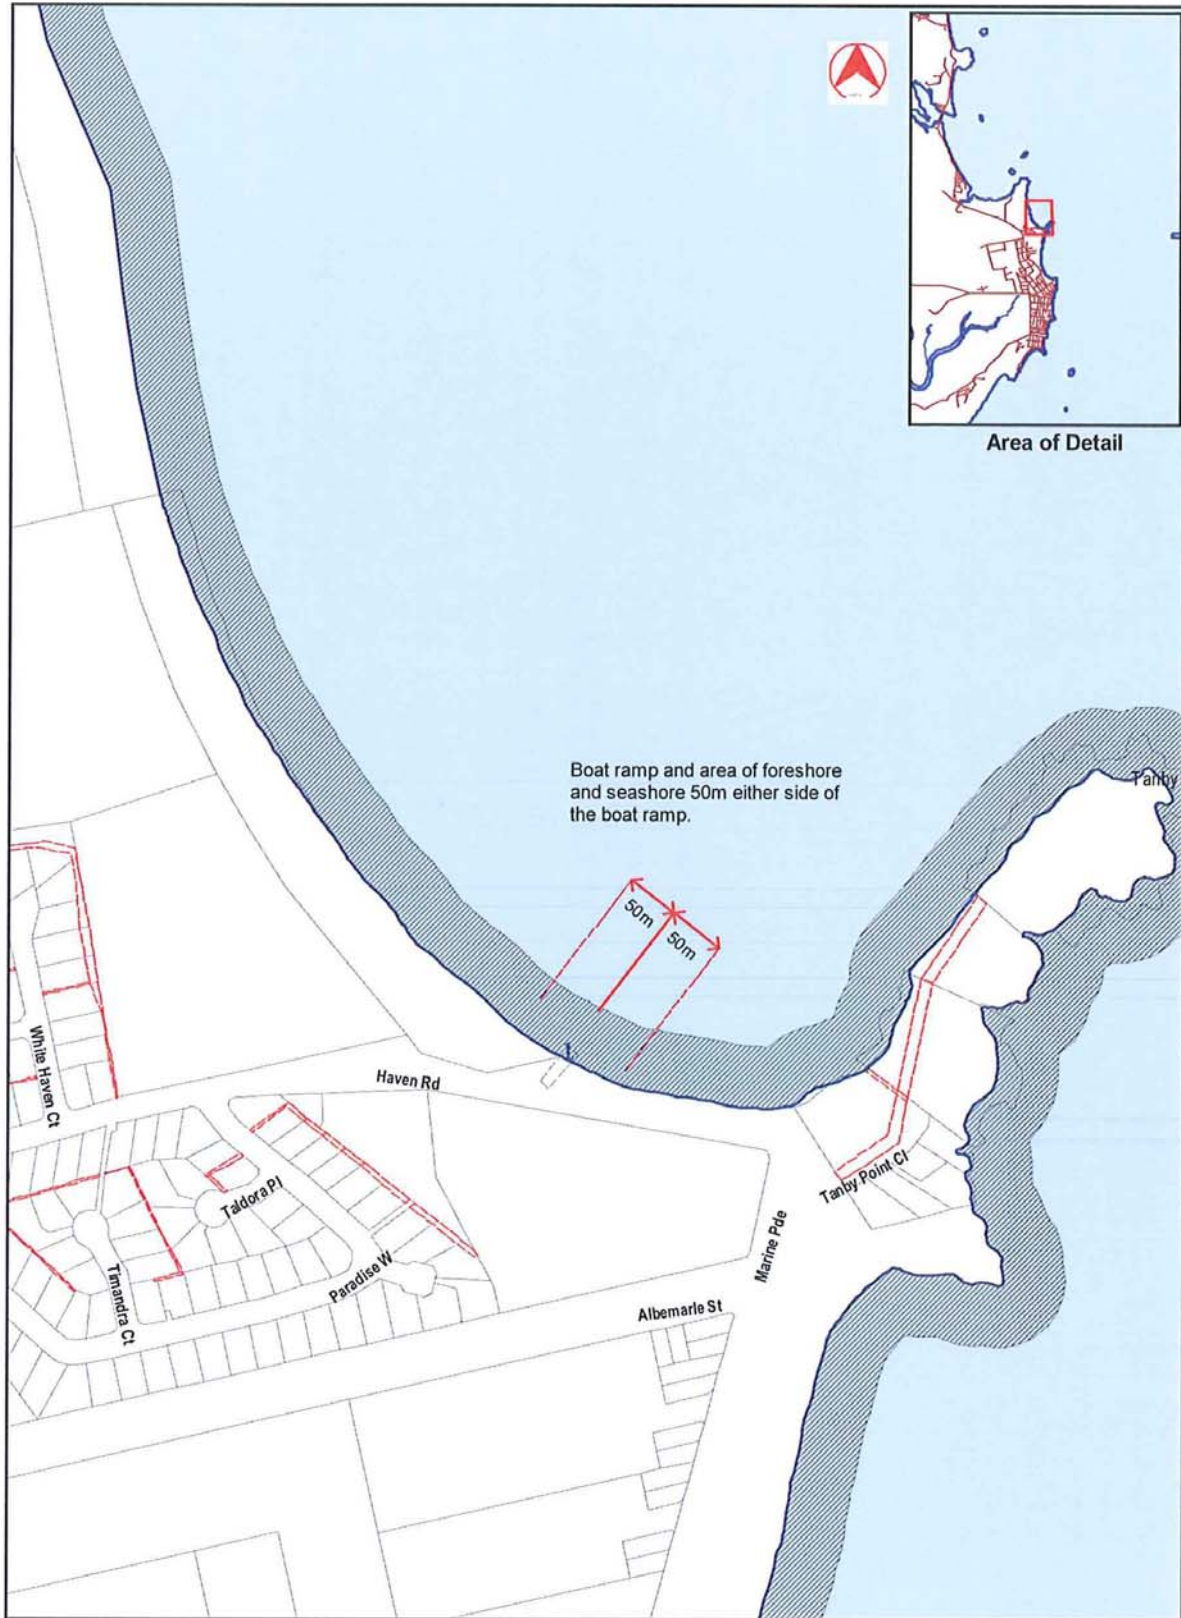 Area of Detail
Boat ramp and area of foreshore
and seashore 50m either side of
the boat ramp.
Tanby
50m
50m
White Haven Ct
Haven Rd
Taldora Pl
Tanby Point Cl
Marine Pde
Paradise W
Timandra Ct
Albemarle St